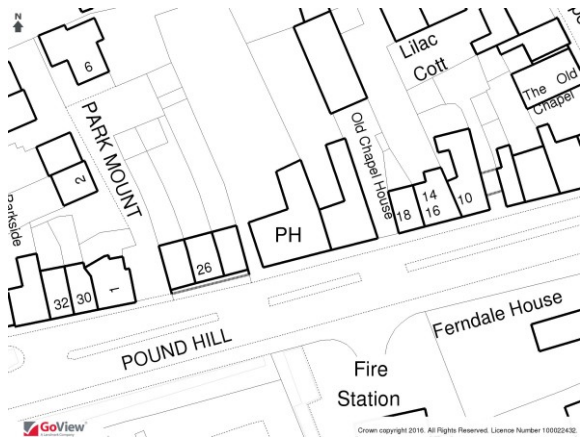 N
Lilac
Cott
6
The Old
Chapel
PARK MOUNT
Old Chapel House
2
Parkside
18
14
16
10
PH
26
32
30
1
POUND HILL
Ferndale House
Fire
Station
GoView
Crown copyright 2016. All Rights Reserved. Licence Number 100022432.